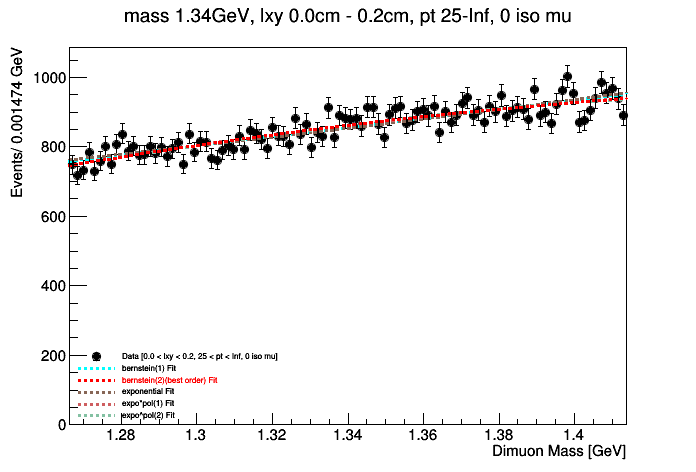 mass 1.34GeV, lxy 0.0cm - 0.2cm, pt 25-Inf, 0 iso mu
Events/ 0.001474 GeV
1000
800
600
400
200
0
Data [0.0 < lxy < 0.2, 25 < pt < Inf, 0 iso mu]
bernstein(1) Fit
bernstein(2)(best order) Fit
exponential Fit
expo*pol(1) Fit
expo*pol(2) Fit
1.28 1.3 1.32 1.34 1.36 1.38 1.4
Dimuon Mass [GeV]